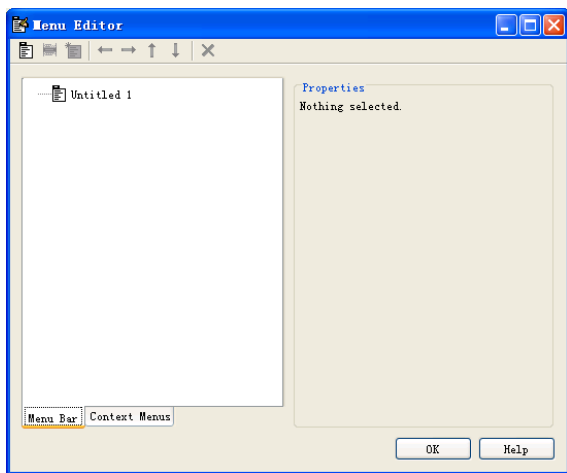 Menu Editor
Untitled 1
Properties
Nothing selected.
Menu Bar
Context Menus
OK
Help